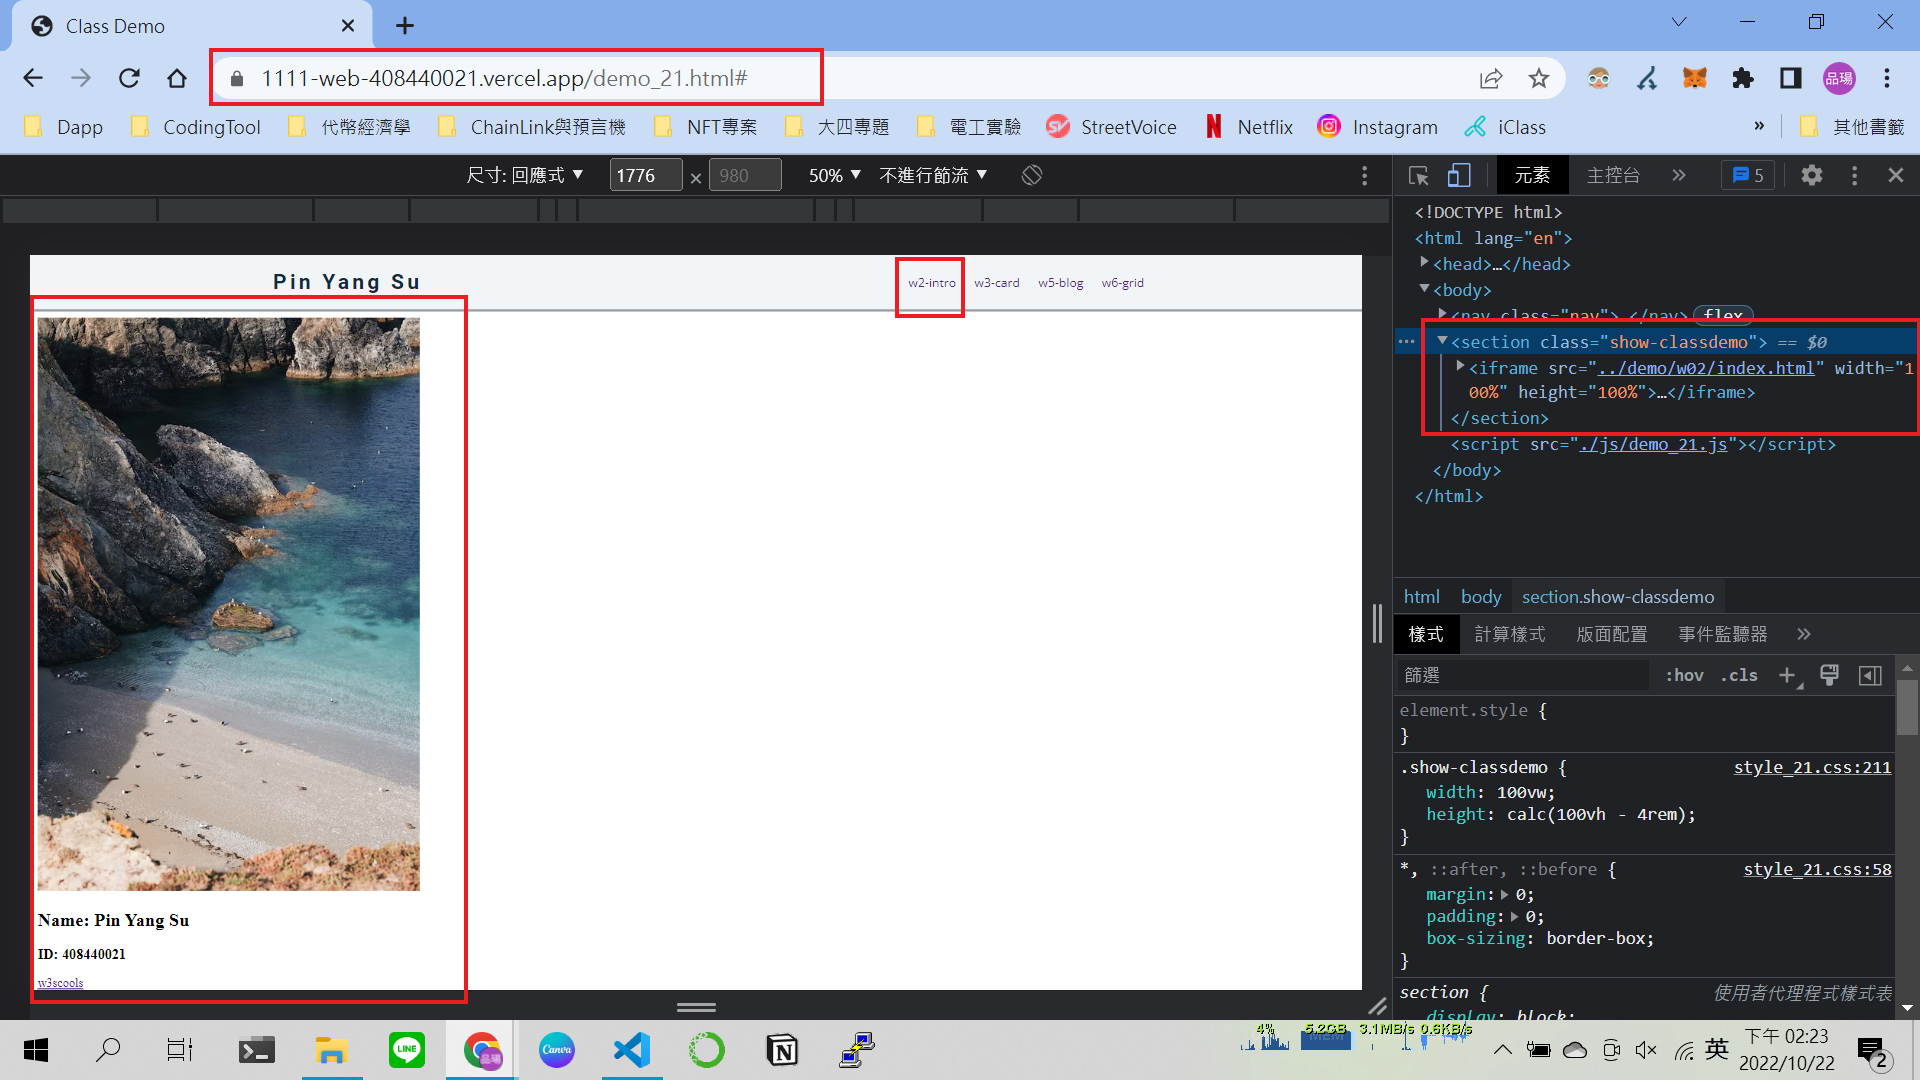 Class Demo
1111-web-408440021.vercel.app/demo_21.html#
品瑒
Dapp
CodingTool
代幣經濟學
ChainLink與預言機
NFT專案
大四專題
電工實驗
StreetVoice
Netflix
Instagram
iClass
»
其他書籤
尺寸: 回應式 ▼ 1776 × 980 50% ▼ 不進行節流 ▼
元素 主控台 » 5
Pin Yang Su
w2-intro w3-card w5-blog w6-grid
Name: Pin Yang Su
ID: 408440021
w3scools
<!DOCTYPE html>
<html lang="en">
<head>…</head>
<body>
<nav class="nav">…</nav> flex
<section class="show-classdemo"> == $0
<iframe src="../demo/w02/index.html" width="1
00%" height="100%">…</iframe>
</section>
<script src="./js/demo_21.js"></script>
</body>
</html>
html body section.show-classdemo
樣式 計算樣式 版面配置 事件監聽器 »
篩選 :hov .cls
element.style {
}
.show-classdemo { style_21.css:211
width: 100vw;
height: calc(100vh - 4rem);
}
*, ::after, ::before { style_21.css:58
margin: 0;
padding: 0;
box-sizing: border-box;
}
section { 使用者代理程式樣式表
display: block;
LINE
品瑒
Canva
4% 5.2GB 3.1MB/s 0.6KB/s
MEM
英
下午 02:23
2022/10/22
2